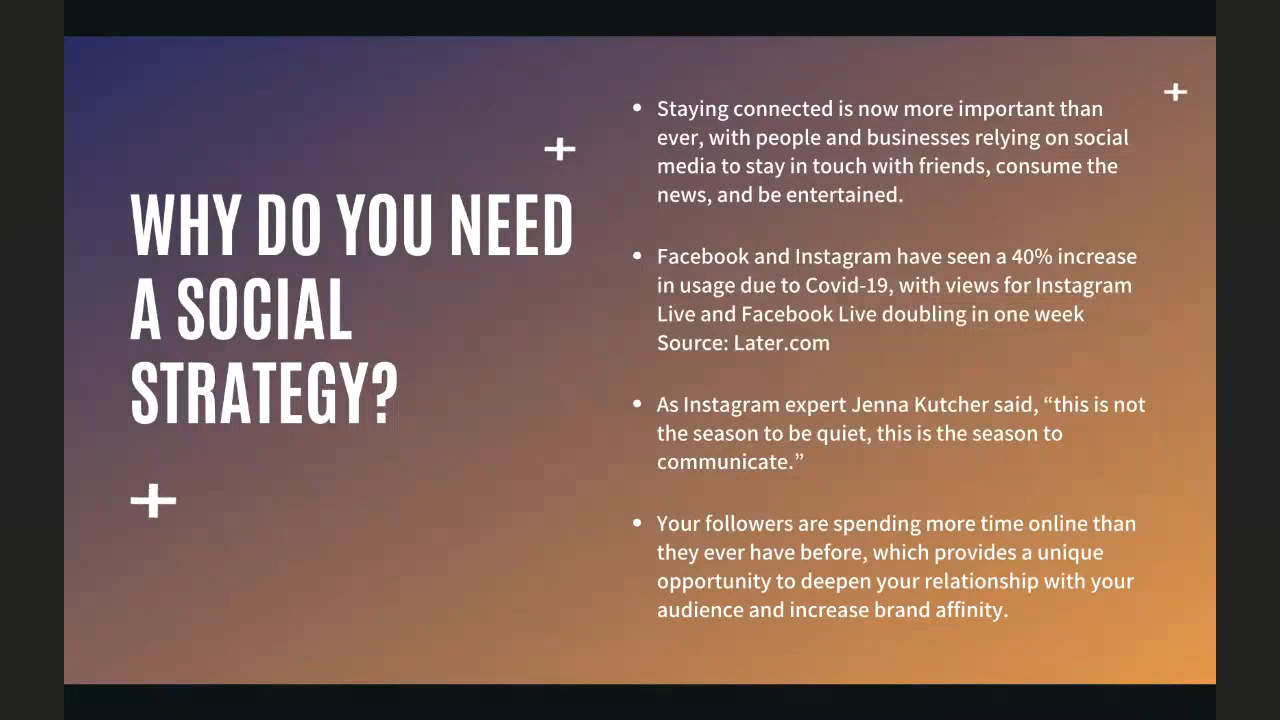 WHY DO YOU NEED
A SOCIAL
STRATEGY?
• Staying connected is now more important than
ever, with people and businesses relying on social
media to stay in touch with friends, consume the
news, and be entertained.
• Facebook and Instagram have seen a 40% increase
in usage due to Covid-19, with views for Instagram
Live and Facebook Live doubling in one week
Source: Later.com
• As Instagram expert Jenna Kutcher said, “this is not
the season to be quiet, this is the season to
communicate.”
• Your followers are spending more time online than
they ever have before, which provides a unique
opportunity to deepen your relationship with your
audience and increase brand affinity.